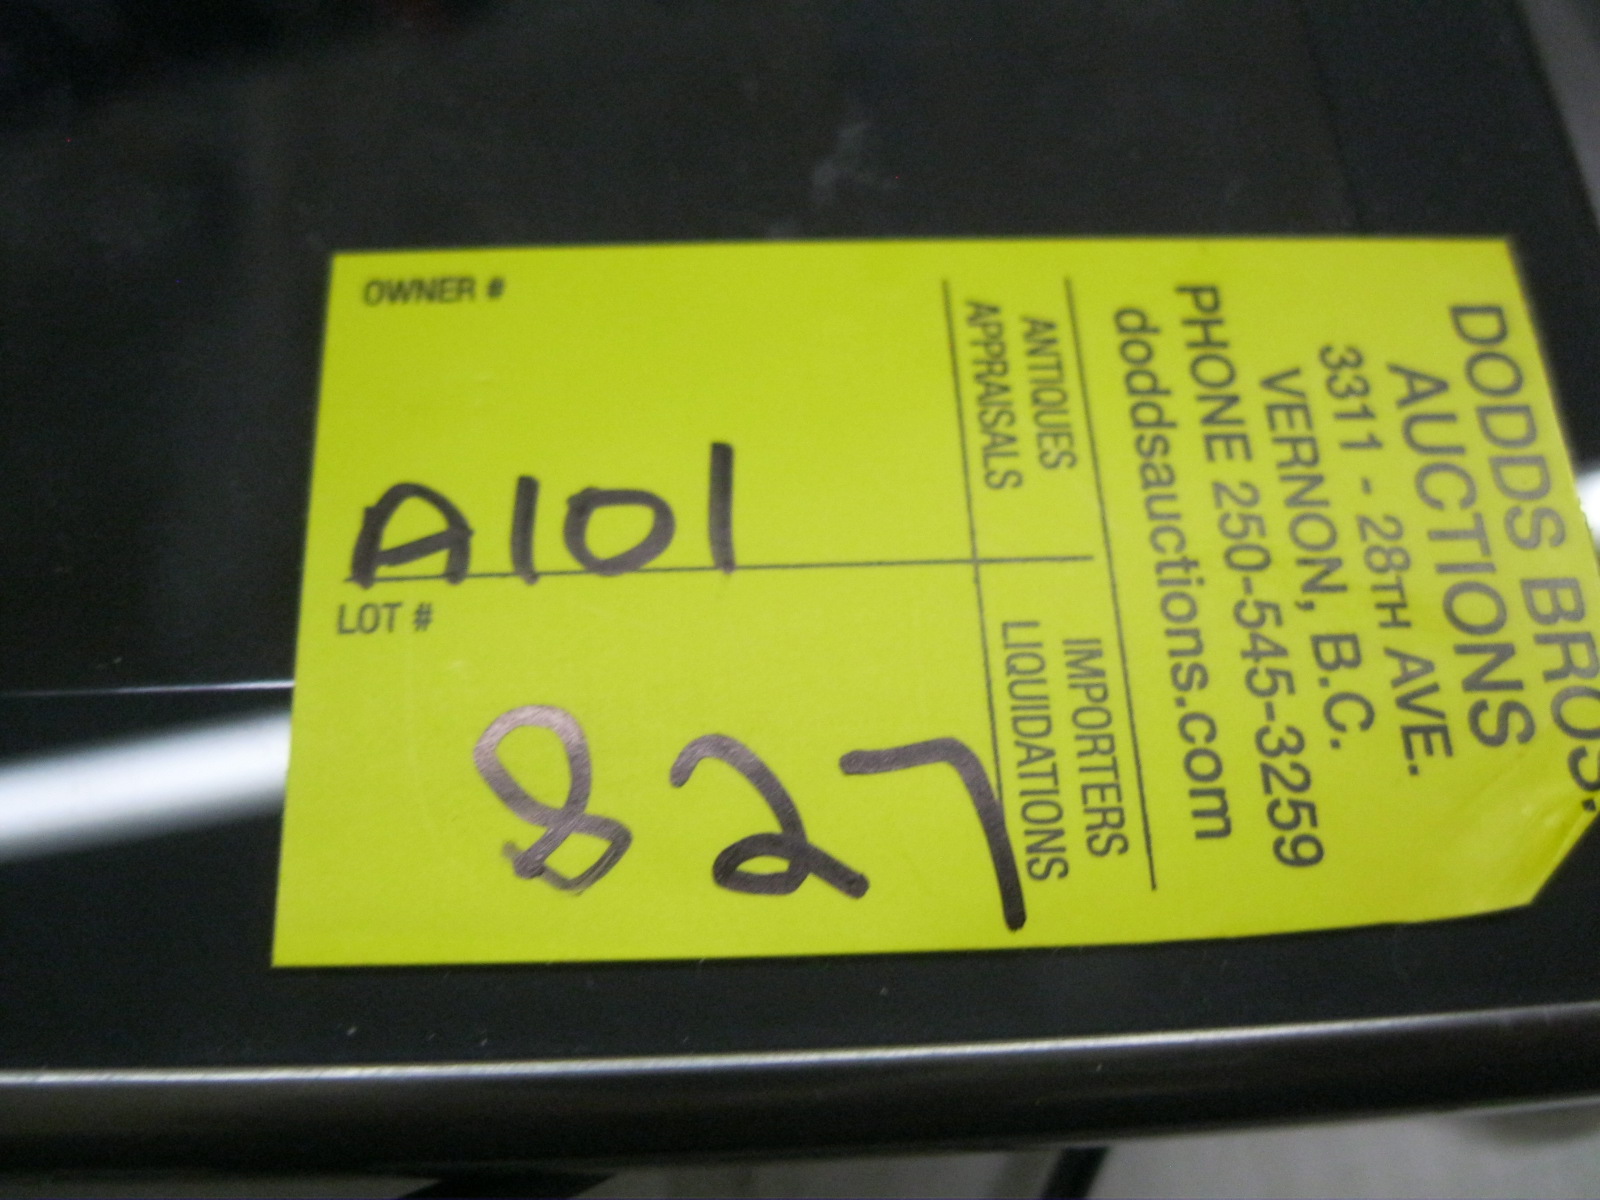 DODDS BROS.
AUCTIONS
3311 - 28TH AVE.
VERNON, B.C.
PHONE 250-545-3259
doddsauctions.com
ANTIQUES
APPRAISALS
IMPORTERS
LIQUIDATIONS
OWNER #
A101
LOT #
827